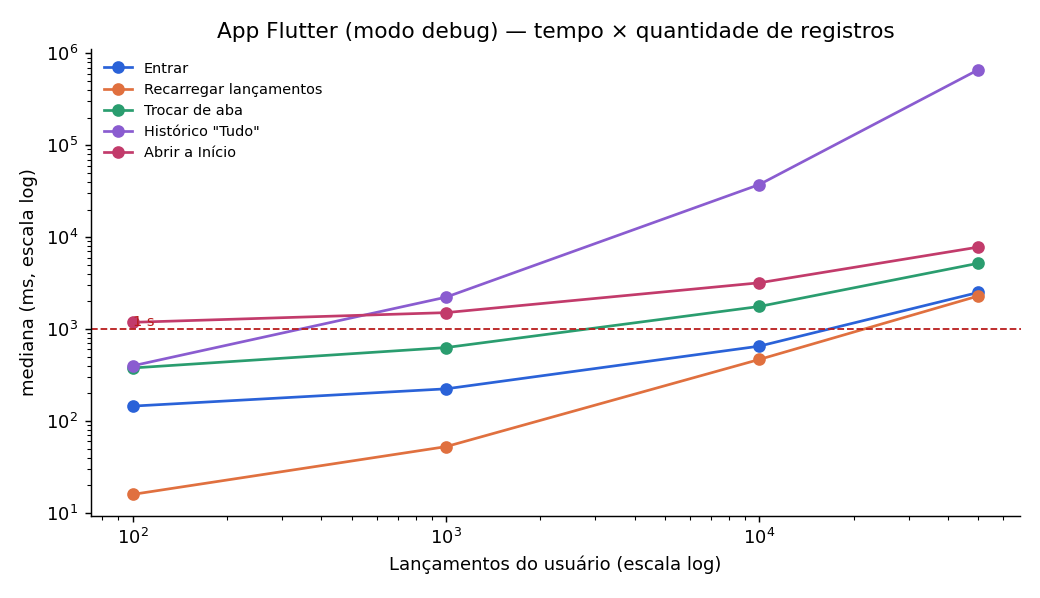 App Flutter (modo debug) — tempo × quantidade de registros
10⁶
10⁵
10⁴
10³
10²
10¹
mediana (ms, escala log)
Entrar
Recarregar lançamentos
Trocar de aba
Histórico "Tudo"
Abrir a Início
1 s
10²
10³
10⁴
Lançamentos do usuário (escala log)